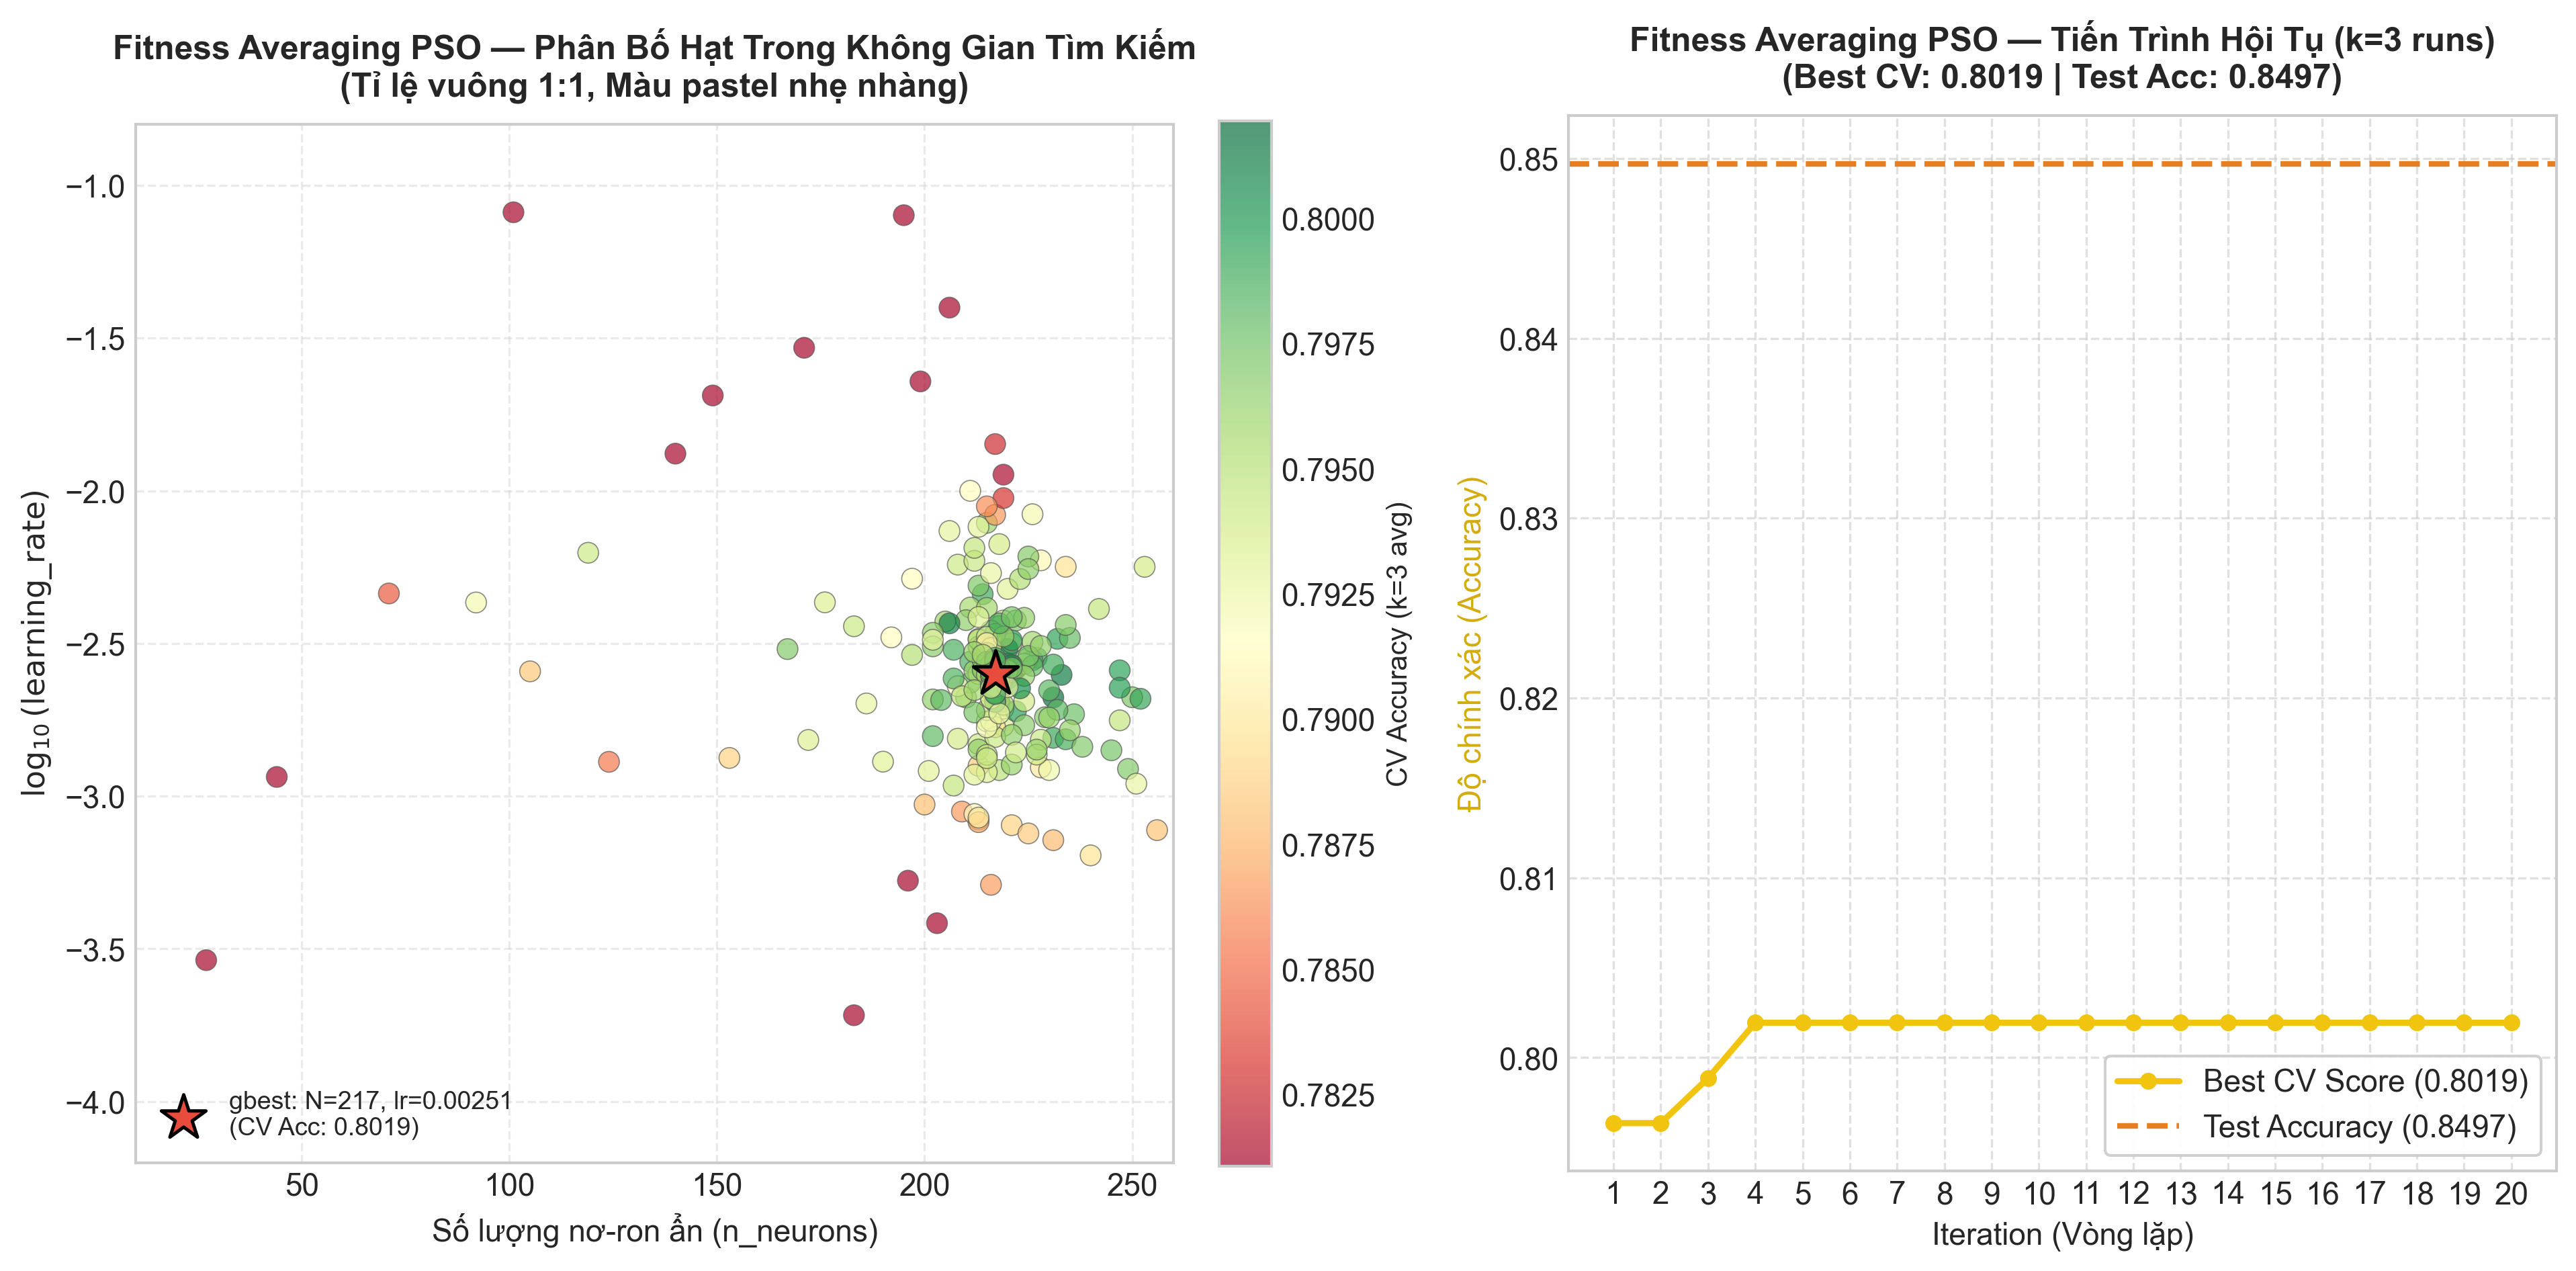 Fitness Averaging PSO — Phân Bố Hạt Trong Không Gian Tìm Kiếm
(Tỉ lệ vuông 1:1, Màu pastel nhẹ nhàng)
−1.0
−1.5
−2.0
−2.5
−3.0
−3.5
−4.0
log₁₀(learning_rate)
gbest: N=217, lr=0.00251
(CV Acc: 0.8019)
50 100 150 200 250
Số lượng nơ-ron ẩn (n_neurons)
0.8000
0.7975
0.7950
0.7925
0.7900
0.7875
0.7850
0.7825
CV Accuracy (k=3 avg)
Fitness Averaging PSO — Tiến Trình Hội Tụ (k=3 runs)
(Best CV: 0.8019 | Test Acc: 0.8497)
0.85
0.84
0.83
0.82
0.81
0.80
Độ chính xác (Accuracy)
Best CV Score (0.8019)
Test Accuracy (0.8497)
1 2 3 4 5 6 7 8 9 10 11 12 13 14 15 16 17 18 19 20
Iteration (Vòng lặp)